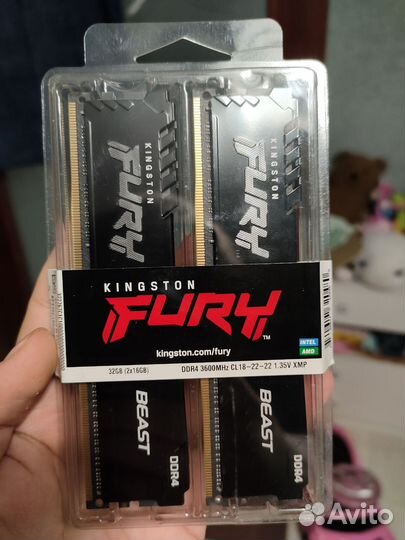 KINGSTON
FURY
KINGSTON
FURY
KINGSTON
FURY™
kingston.com/fury
INTEL
AMD
32GB (2x16GB)
DDR4 3600MHz CL18-22-22 1.35V XMP
BEAST
DDR4
BEAST
DDR4
Avito